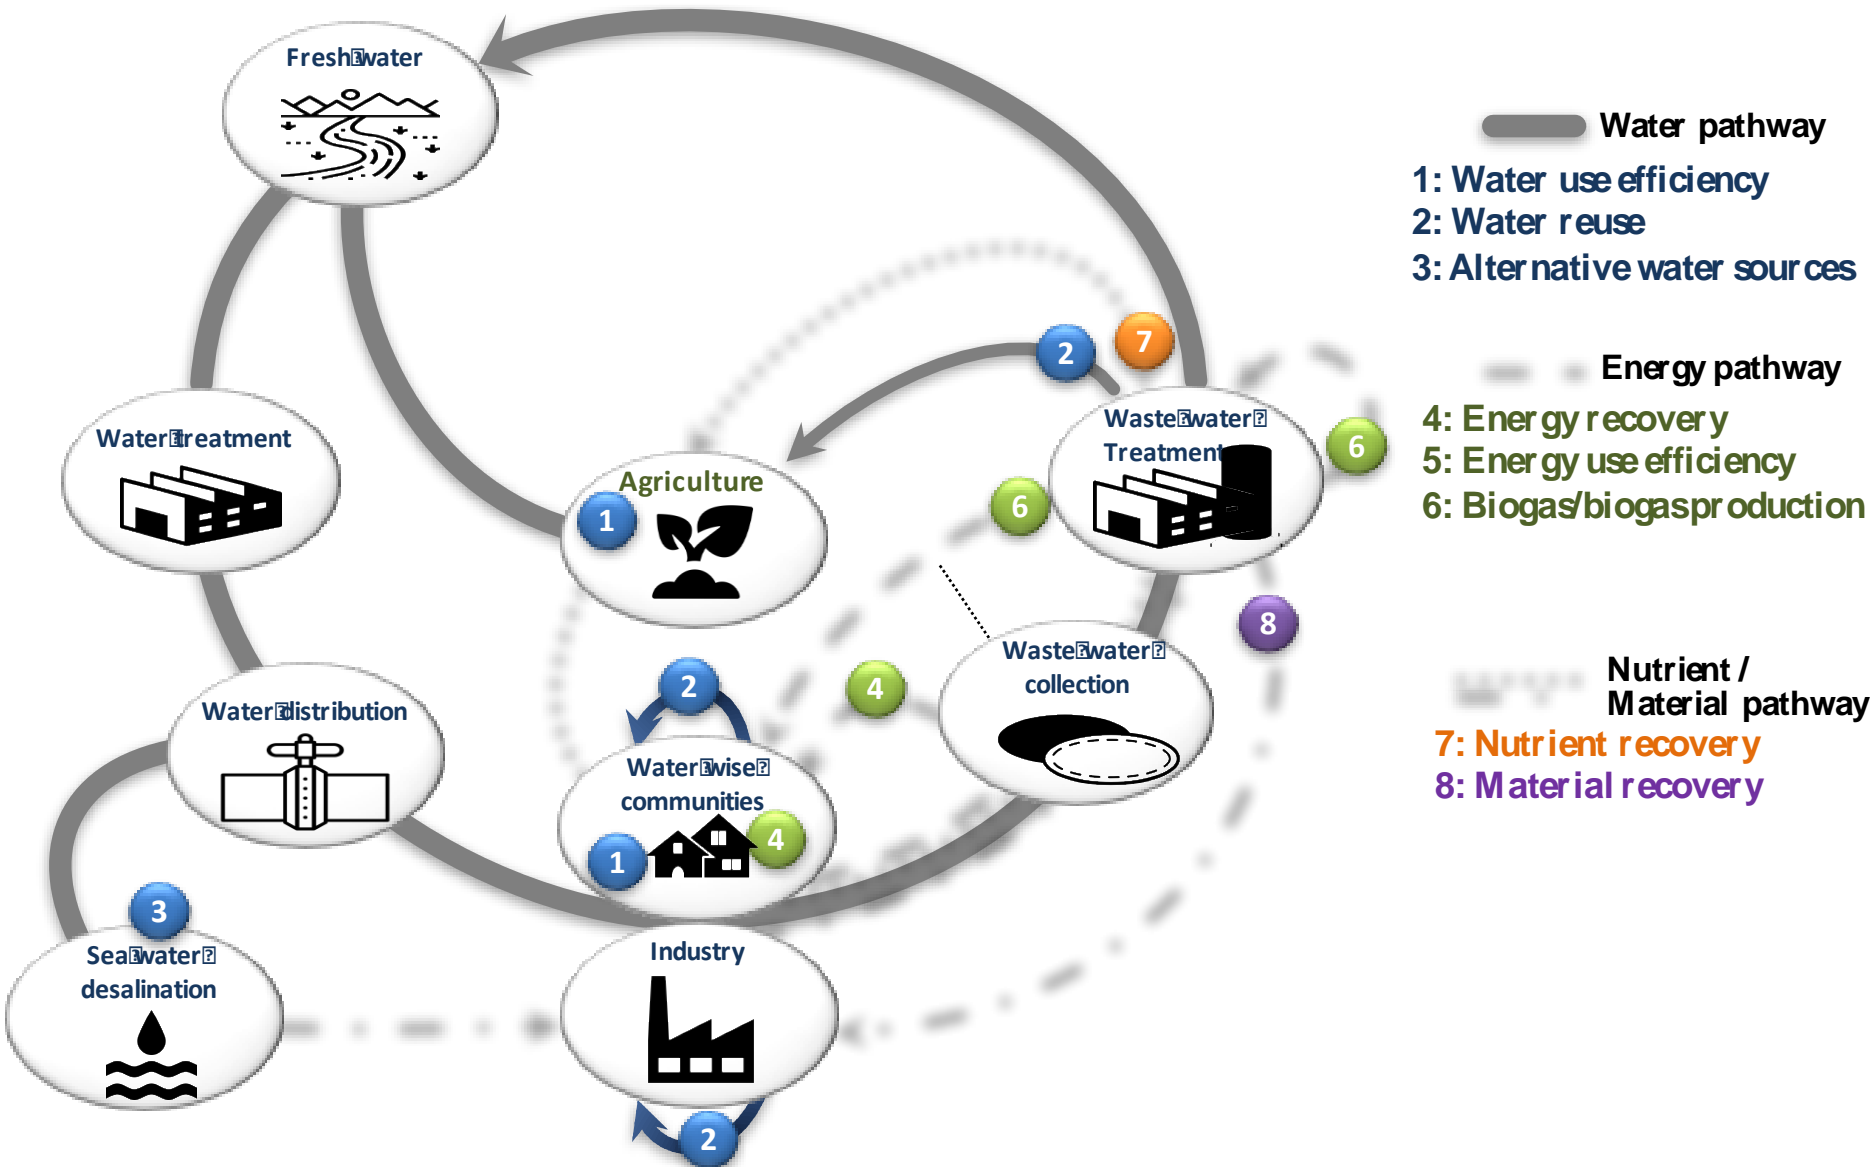 Fresh water
Water treatment
Agriculture
1
2
7
Waste water
Treatment
6
6
8
Waste water
collection
4
2
Water wise
communities
1
4
Water distribution
3
Sea water
desalination
Industry
2
Water pathway
1: Water use efficiency
2: Water reuse
3: Alternative water sources
Energy pathway
4: Energy recovery
5: Energy use efficiency
6: Biogas/biogas production
Nutrient /
Material pathway
7: Nutrient recovery
8: Material recovery